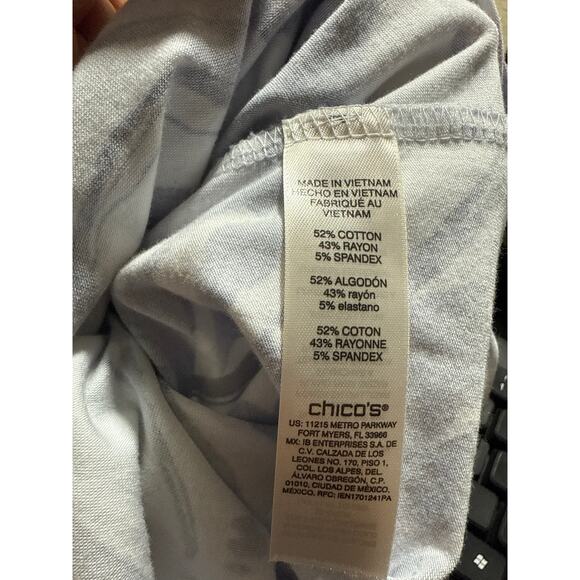 MADE IN VIETNAM
HECHO EN VIETNAM
FABRIQUÉ AU
VIETNAM
52% COTTON
43% RAYON
5% SPANDEX
52% ALGODÓN
43% rayón
5% elastano
52% COTON
43% RAYONNE
5% SPANDEX
chico's®
US: 11215 METRO PARKWAY
FORT MYERS, FL 33966
MX: IB ENTERPRISES S.A. DE
C.V. CALZADA DE LOS
LEONES NO. 170, PISO 1,
COL. LOS ALPES, DEL.
ÁLVARO OBREGÓN, C.P.
01010, CIUDAD DE MÉXICO,
MÉXICO. RFC: IEN1701241PA